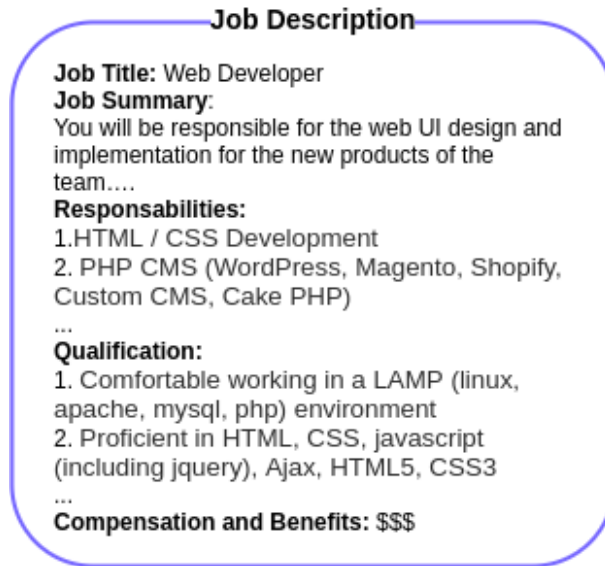 Job Description
Job Title: Web Developer
Job Summary:
You will be responsible for the web UI design and
implementation for the new products of the
team....
Responsabilities:
1.HTML / CSS Development
2. PHP CMS (WordPress, Magento, Shopify,
Custom CMS, Cake PHP)
...
Qualification:
1. Comfortable working in a LAMP (linux,
apache, mysql, php) environment
2. Proficient in HTML, CSS, javascript
(including jquery), Ajax, HTML5, CSS3
...
Compensation and Benefits: $$$